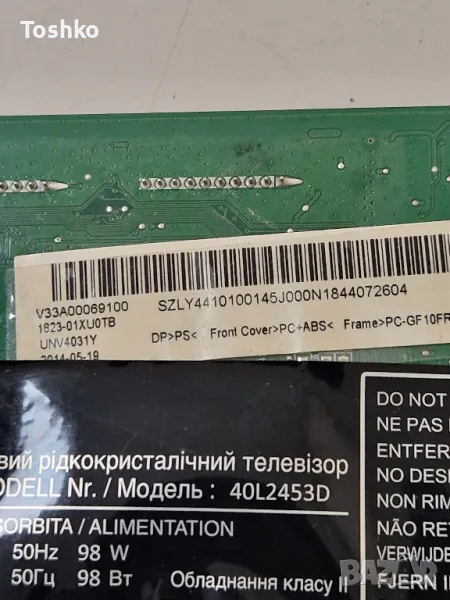 Toshko
V33A00069100
1823-01XU0TB
UNV4031Y
2014-05-19
SZLY4410100145J000N1844072604
DP>PS< Front Cover>PC+ABS< Frame>PC-GF10FR
вий рідкокристалічний телевізор
ODELL Nr. / Модель : 40L2453D
SORBITA / ALIMENTATION
50Hz 98 W
50Гц 98 Вт Обладнання класу II
DO NOT
NE PAS
ENTFER
NO DES
NON RIM
NÃO RE
VERWIJDE
FJERN I
BAZAR